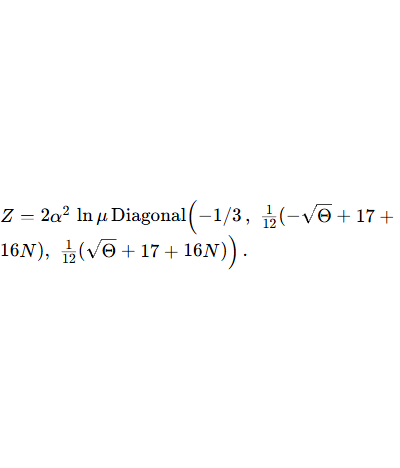 Z = 2α² ln μ Diagonal(−1/3 , 1/12(−√Θ + 17 +
16N), 1/12(√Θ + 17 + 16N)) .